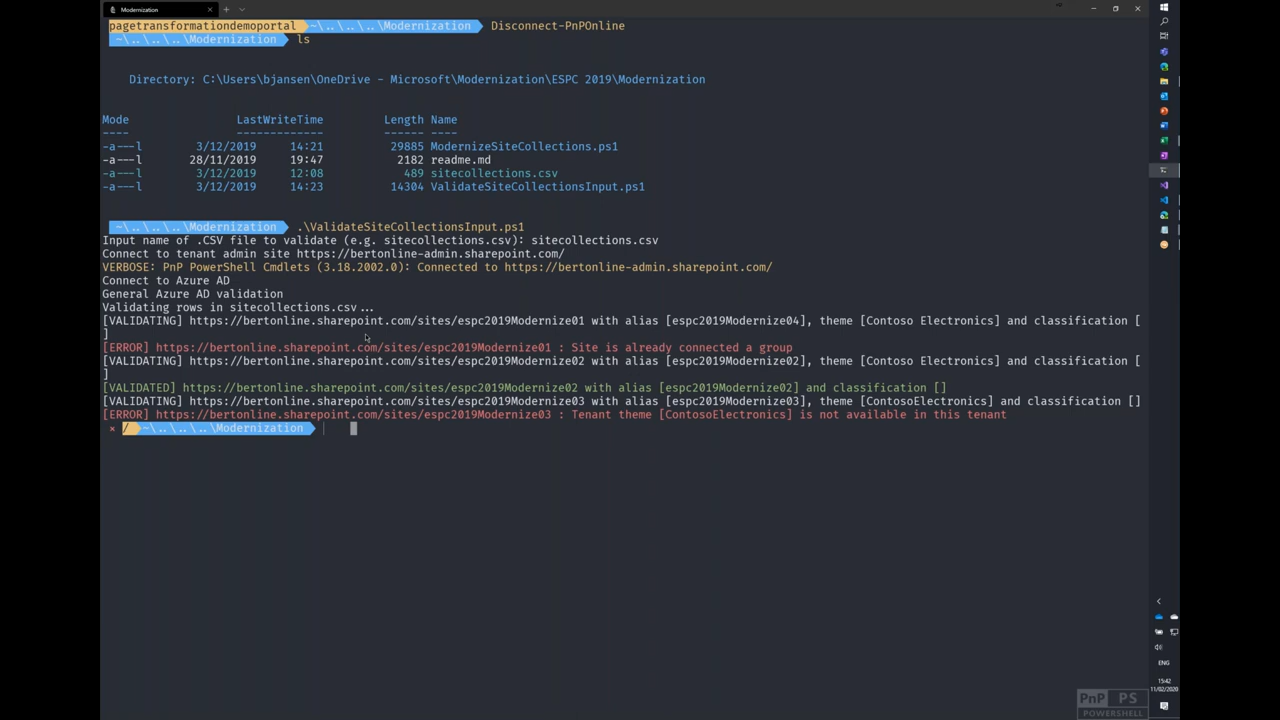 Modernization
pagetransformationdemoportal ~\..\..\..\Modernization Disconnect-PnPOnline
~\..\..\..\Modernization ls
Directory: C:\Users\bjansen\OneDrive - Microsoft\Modernization\ESPC 2019\Modernization
Mode LastWriteTime Length Name
---- ------------- ------ ----
-a---l 3/12/2019 14:21 29885 ModernizeSiteCollections.ps1
-a---l 28/11/2019 19:47 2182 readme.md
-a---l 3/12/2019 12:08 489 sitecollections.csv
-a---l 3/12/2019 14:23 14304 ValidateSiteCollectionsInput.ps1
~\..\..\..\Modernization .\ValidateSiteCollectionsInput.ps1
Input name of .CSV file to validate (e.g. sitecollections.csv): sitecollections.csv
Connect to tenant admin site https://bertonline-admin.sharepoint.com/
VERBOSE: PnP PowerShell Cmdlets (3.18.2002.0): Connected to https://bertonline-admin.sharepoint.com/
Connect to Azure AD
General Azure AD validation
Validating rows in sitecollections.csv...
[VALIDATING] https://bertonline.sharepoint.com/sites/espc2019Modernize01 with alias [espc2019Modernize04], theme [Contoso Electronics] and classification [
]
[ERROR] https://bertonline.sharepoint.com/sites/espc2019Modernize01 : Site is already connected a group
[VALIDATING] https://bertonline.sharepoint.com/sites/espc2019Modernize02 with alias [espc2019Modernize02], theme [Contoso Electronics] and classification [
]
[VALIDATED] https://bertonline.sharepoint.com/sites/espc2019Modernize02 with alias [espc2019Modernize02] and classification []
[VALIDATING] https://bertonline.sharepoint.com/sites/espc2019Modernize03 with alias [espc2019Modernize03], theme [ContosoElectronics] and classification []
[ERROR] https://bertonline.sharepoint.com/sites/espc2019Modernize03 : Tenant theme [ContosoElectronics] is not available in this tenant
× / ~\..\..\..\Modernization
ENG
15:42
11/02/2020
PnP PS
POWERSHELL